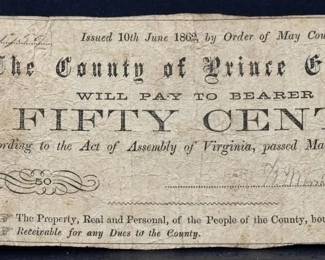 Issued 10th June 1862, by Order of May Cou
The County of Prince G
WILL PAY TO BEARER
FIFTY CENT
ording to the Act of Assembly of Virginia, passed Ma
50
The Property, Real and Personal, of the People of the County, bou
Receivable for any Dues to the County.